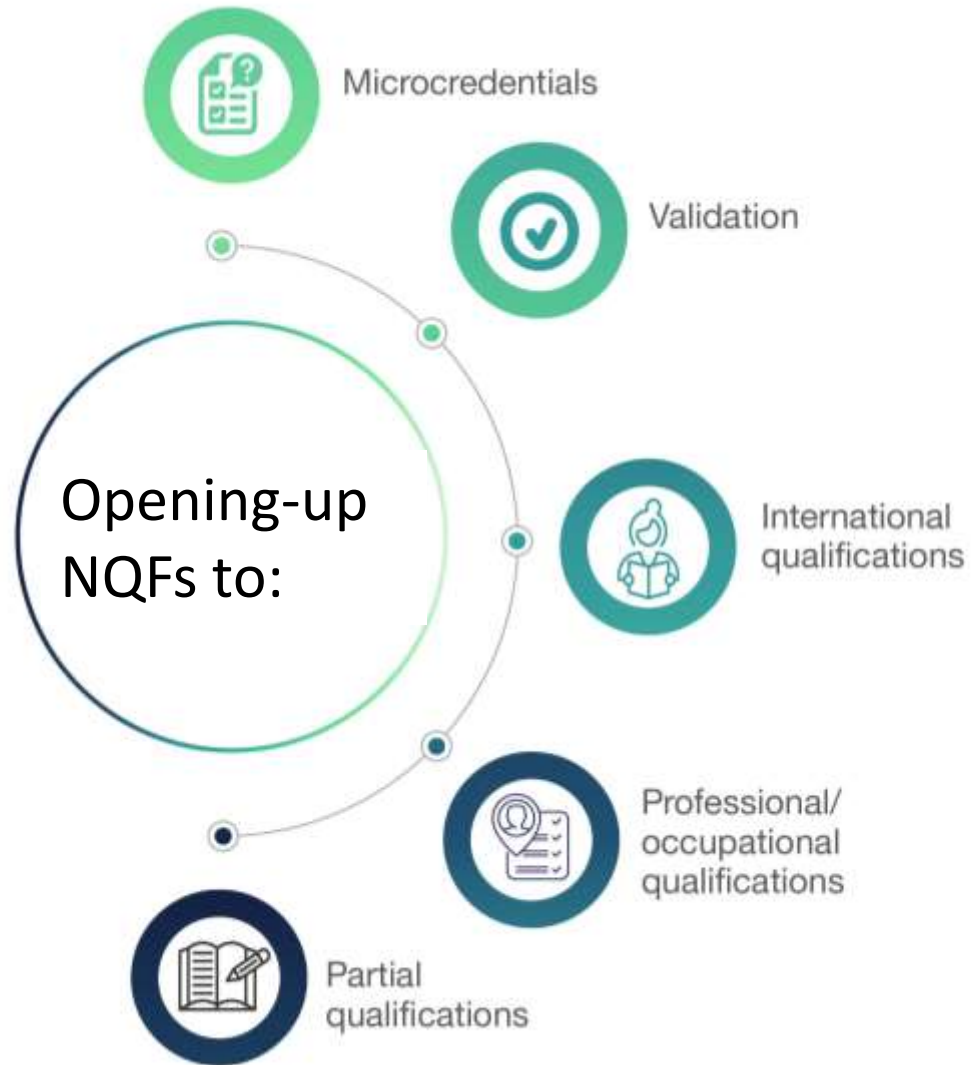 Microcredentials
Validation
Opening-up
NQFs to:
International
qualifications
Professional/
occupational
qualifications
Partial
qualifications